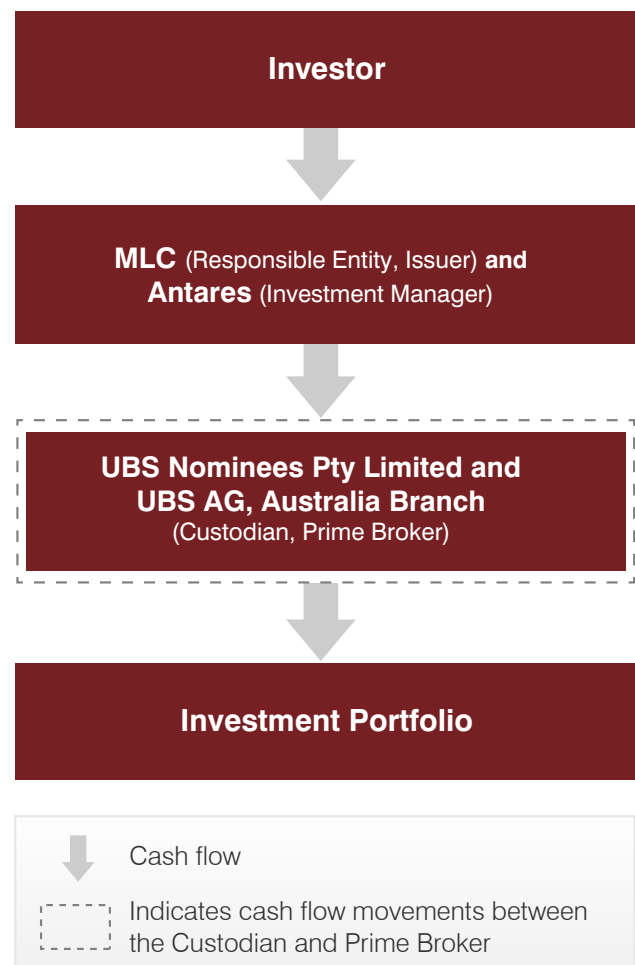 Investor
MLC (Responsible Entity, Issuer) and
Antares (Investment Manager)
UBS Nominees Pty Limited and
UBS AG, Australia Branch
(Custodian, Prime Broker)
Investment Portfolio
Cash flow
Indicates cash flow movements between
the Custodian and Prime Broker